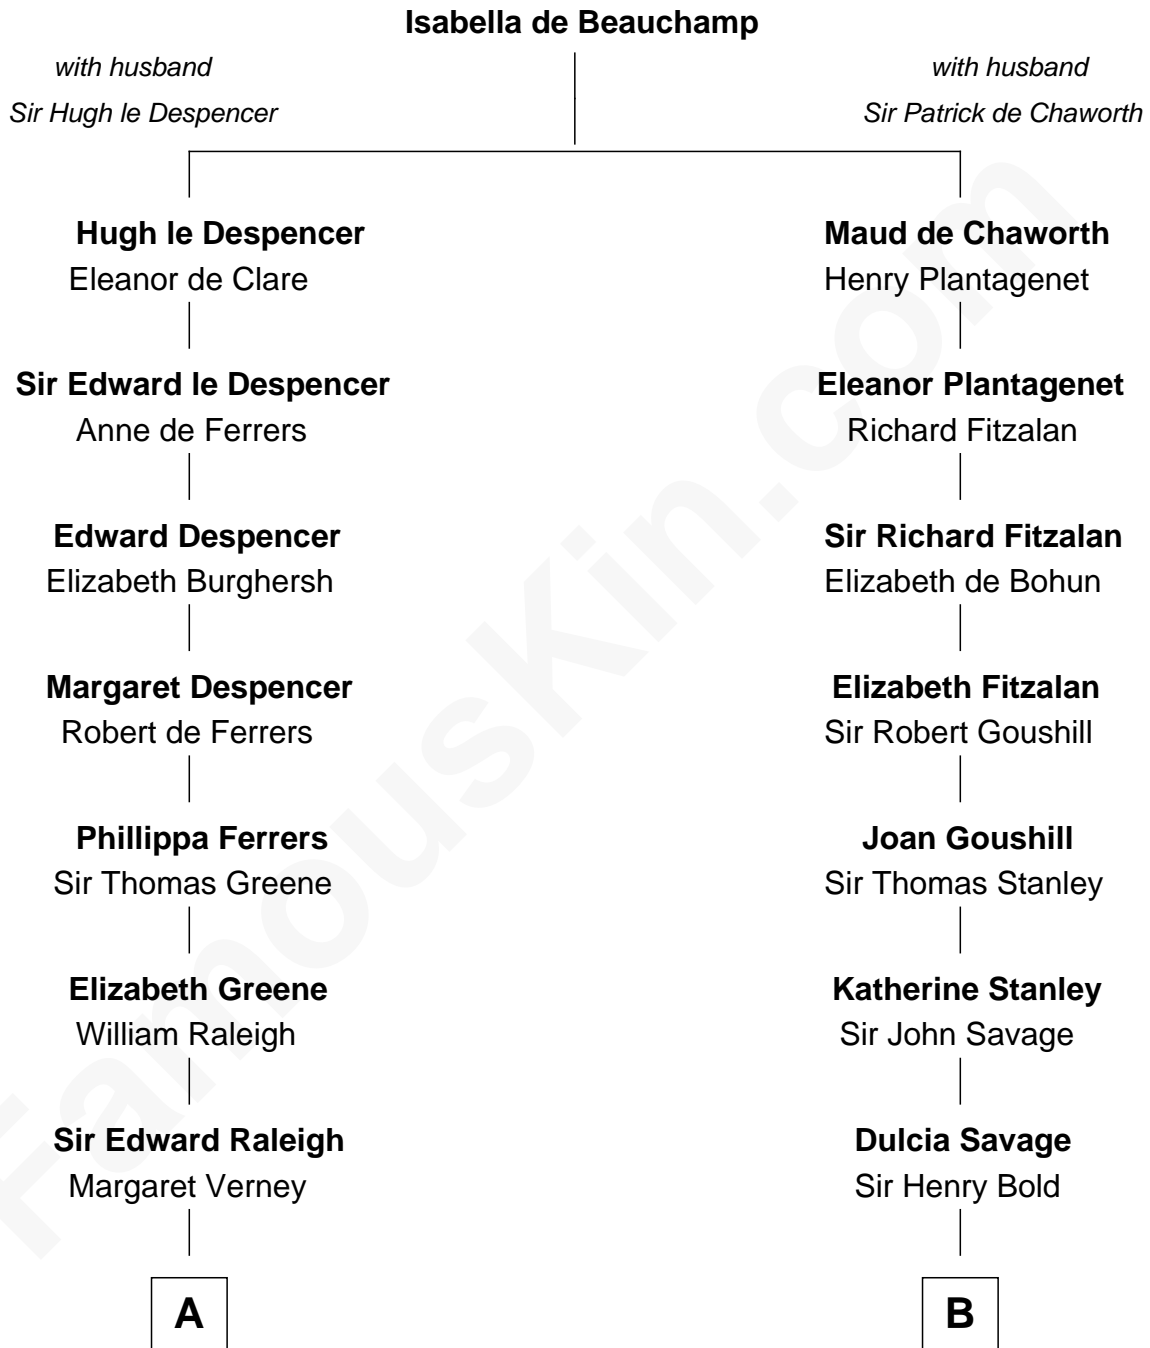 Isabella de Beauchamp
with husband
Sir Hugh le Despencer
with husband
Sir Patrick de Chaworth
Hugh le Despencer
Eleanor de Clare
Maud de Chaworth
Henry Plantagenet
Sir Edward le Despencer
Anne de Ferrers
Eleanor Plantagenet
Richard Fitzalan
Edward Despencer
Elizabeth Burghersh
Sir Richard Fitzalan
Elizabeth de Bohun
Margaret Despencer
Robert de Ferrers
Elizabeth Fitzalan
Sir Robert Goushill
Phillippa Ferrers
Sir Thomas Greene
Joan Goushill
Sir Thomas Stanley
Elizabeth Greene
William Raleigh
Katherine Stanley
Sir John Savage
Sir Edward Raleigh
Margaret Verney
Dulcia Savage
Sir Henry Bold
A
B
FamousKin.com